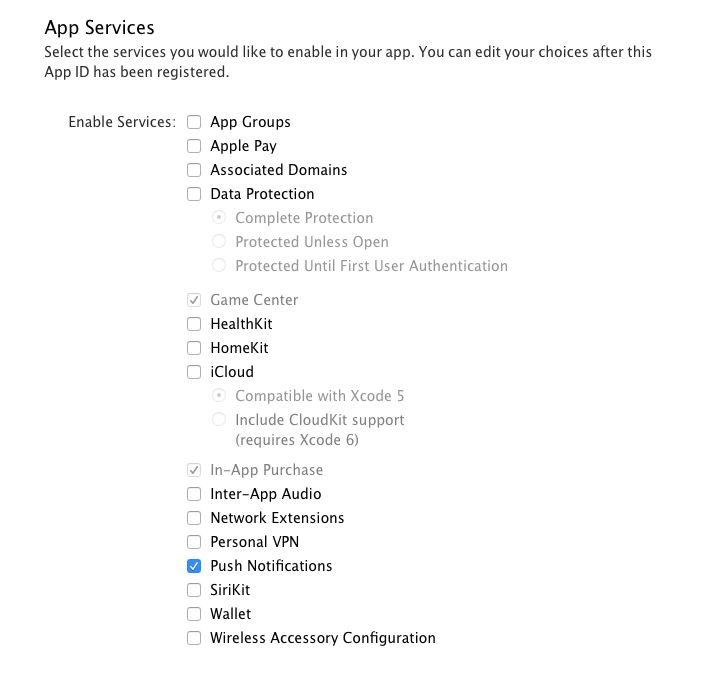 App Services
Select the services you would like to enable in your app. You can edit your choices after this
App ID has been registered.
Enable Services:
App Groups
Apple Pay
Associated Domains
Data Protection
Complete Protection
Protected Unless Open
Protected Until First User Authentication
Game Center
HealthKit
HomeKit
iCloud
Compatible with Xcode 5
Include CloudKit support
(requires Xcode 6)
In-App Purchase
Inter-App Audio
Network Extensions
Personal VPN
Push Notifications
SiriKit
Wallet
Wireless Accessory Configuration